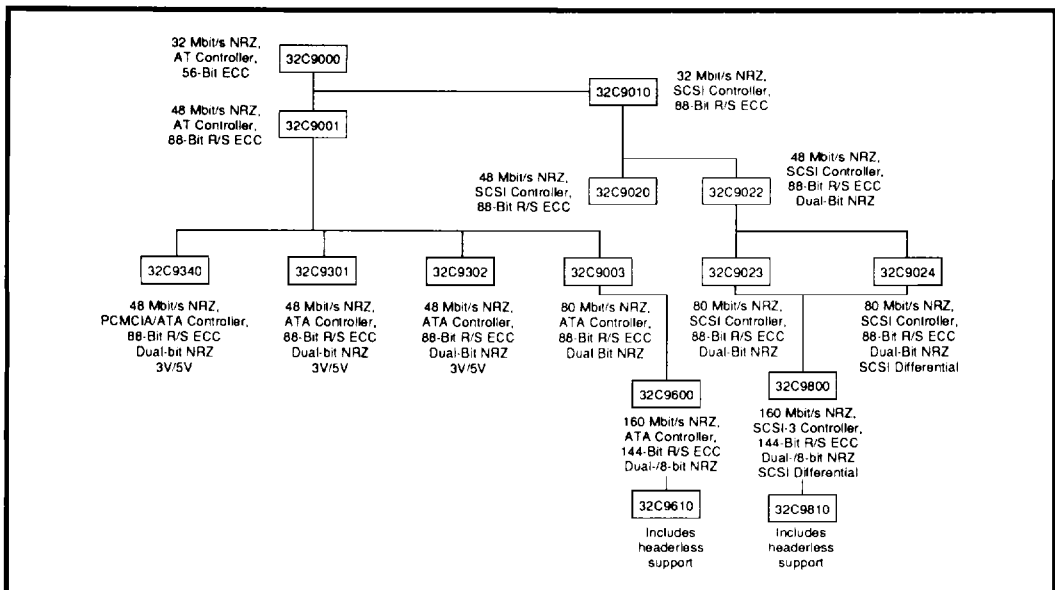 32 Mbit/s NRZ,
AT Controller,
56-Bit ECC
32C9000
32C9010
32 Mbit/s NRZ,
SCSI Controller,
88-Bit R/S ECC
48 Mbit/s NRZ,
AT Controller,
88-Bit R/S ECC
32C9001
48 Mbit/s NRZ,
SCSI Controller,
88-Bit R/S ECC
32C9020
32C9022
48 Mbit/s NRZ,
SCSI Controller,
88-Bit R/S ECC
Dual-Bit NRZ
32C9340
48 Mbit/s NRZ,
PCMCIA/ATA Controller,
88-Bit R/S ECC
Dual-bit NRZ
3V/5V
32C9301
48 Mbit/s NRZ,
ATA Controller,
88-Bit R/S ECC
Dual-bit NRZ
3V/5V
32C9302
48 Mbit/s NRZ,
ATA Controller,
88-Bit R/S ECC
Dual-Bit NRZ
3V/5V
32C9003
80 Mbit/s NRZ,
ATA Controller,
88-Bit R/S ECC
Dual Bit NRZ
32C9023
80 Mbit/s NRZ,
SCSI Controller,
88-Bit R/S ECC
Dual-Bit NRZ
32C9024
80 Mbit/s NRZ,
SCSI Controller,
88-Bit R/S ECC
Dual-Bit NRZ
SCSI Differential
32C9600
160 Mbit/s NRZ,
ATA Controller,
144-Bit R/S ECC
Dual-/8-bit NRZ
32C9800
160 Mbit/s NRZ,
SCSI-3 Controller,
144-Bit R/S ECC
Dual-/8-bit NRZ
SCSI Differential
32C9610
Includes
headerless
support
32C9810
Includes
headerless
support